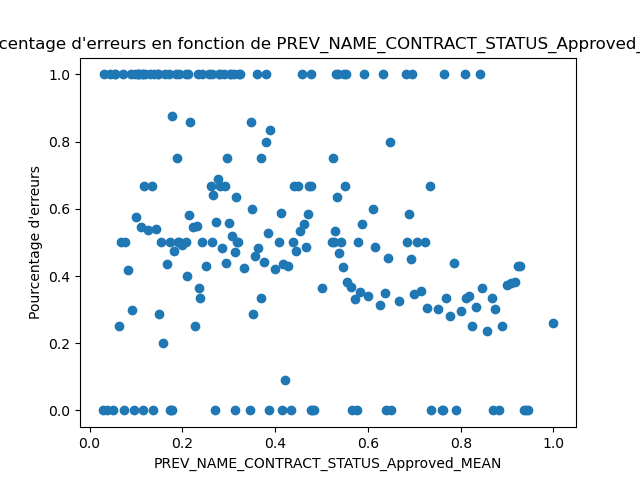 centage d'erreurs en fonction de PREV_NAME_CONTRACT_STATUS_Approved_
1.0
0.8
0.6
0.4
0.2
0.0
Pourcentage d'erreurs
0.0 0.2 0.4 0.6 0.8 1.0
PREV_NAME_CONTRACT_STATUS_Approved_MEAN